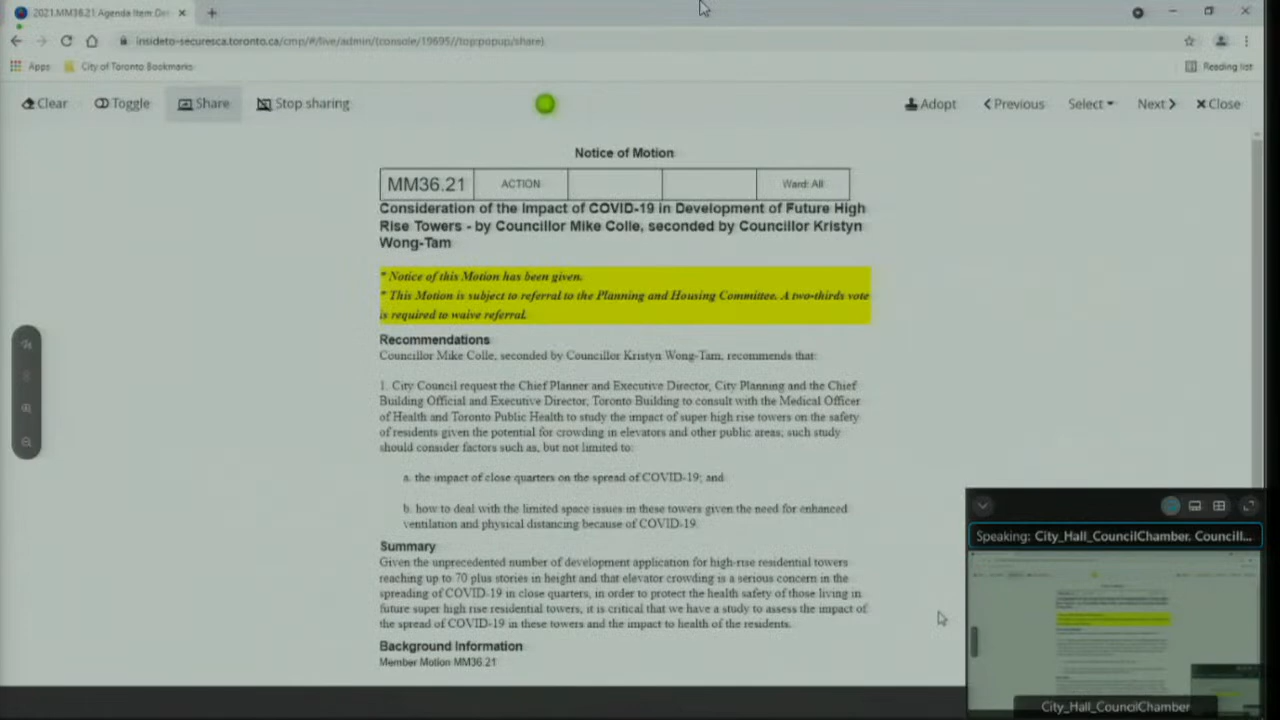 2021.MM36.21 Agenda Item De
insideto-securesca.toronto.ca/cmp/#/live/admin/(console/19695//top:popup/share)
Apps City of Toronto Bookmarks Reading list
Clear Toggle Share Stop sharing Adopt Previous Select Next Close
Notice of Motion
MM36.21 ACTION Ward: All
Consideration of the Impact of COVID-19 in Development of Future High
Rise Towers - by Councillor Mike Colle, seconded by Councillor Kristyn
Wong-Tam
* Notice of this Motion has been given.
* This Motion is subject to referral to the Planning and Housing Committee. A two-thirds vote
is required to waive referral.
Recommendations
Councillor Mike Colle, seconded by Councillor Kristyn Wong-Tam, recommends that:
1. City Council request the Chief Planner and Executive Director, City Planning and the Chief
Building Official and Executive Director, Toronto Building to consult with the Medical Officer
of Health and Toronto Public Health to study the impact of super high rise towers on the safety
of residents given the potential for crowding in elevators and other public areas, such study
should consider factors such as, but not limited to:
a. the impact of close quarters on the spread of COVID-19; and
b. how to deal with the limited space issues in these towers given the need for enhanced
ventilation and physical distancing because of COVID-19.
Summary
Given the unprecedented number of development application for high-rise residential towers
reaching up to 70 plus stories in height and that elevator crowding is a serious concern in the
spreading of COVID-19 in close quarters, in order to protect the health safety of those living in
future super high rise residential towers, it is critical that we have a study to assess the impact of
the spread of COVID-19 in these towers and the impact to health of the residents.
Background Information
Member Motion MM36.21
Speaking: City_Hall_CouncilChamber. Councill...
City_Hall_CouncilChamber